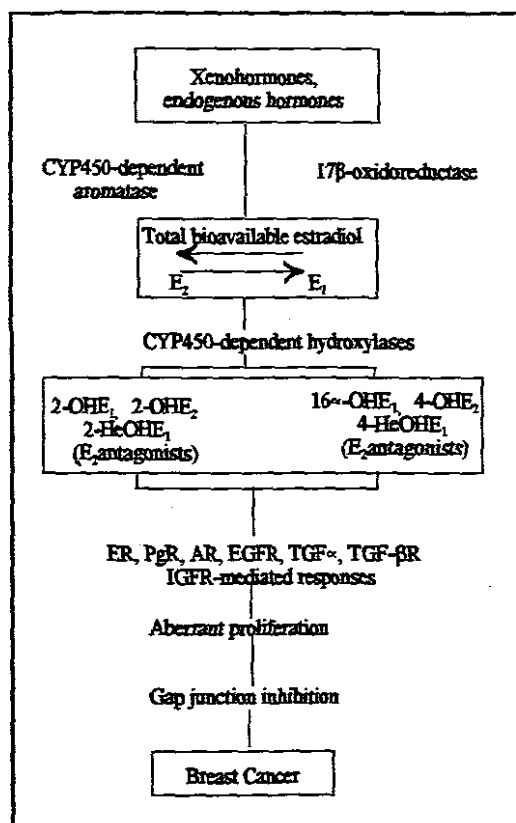 Xenohormones,
endogenous hormones
CYP450-dependent
aromatase
17β-oxidoreductase
Total bioavailable estradiol
E₂ E₁
CYP450-dependent hydroxylases
2-OHE₁, 2-OHE₂
2-HeOHE₁
(E₂antagonists)
16∝-OHE₁, 4-OHE₂
4-HeOHE₁
(E₂antagonists)
ER, PgR, AR, EGFR, TGF∝, TGF-βR
IGFR-mediated responses
Aberrant proliferation
Gap junction inhibition
Breast Cancer